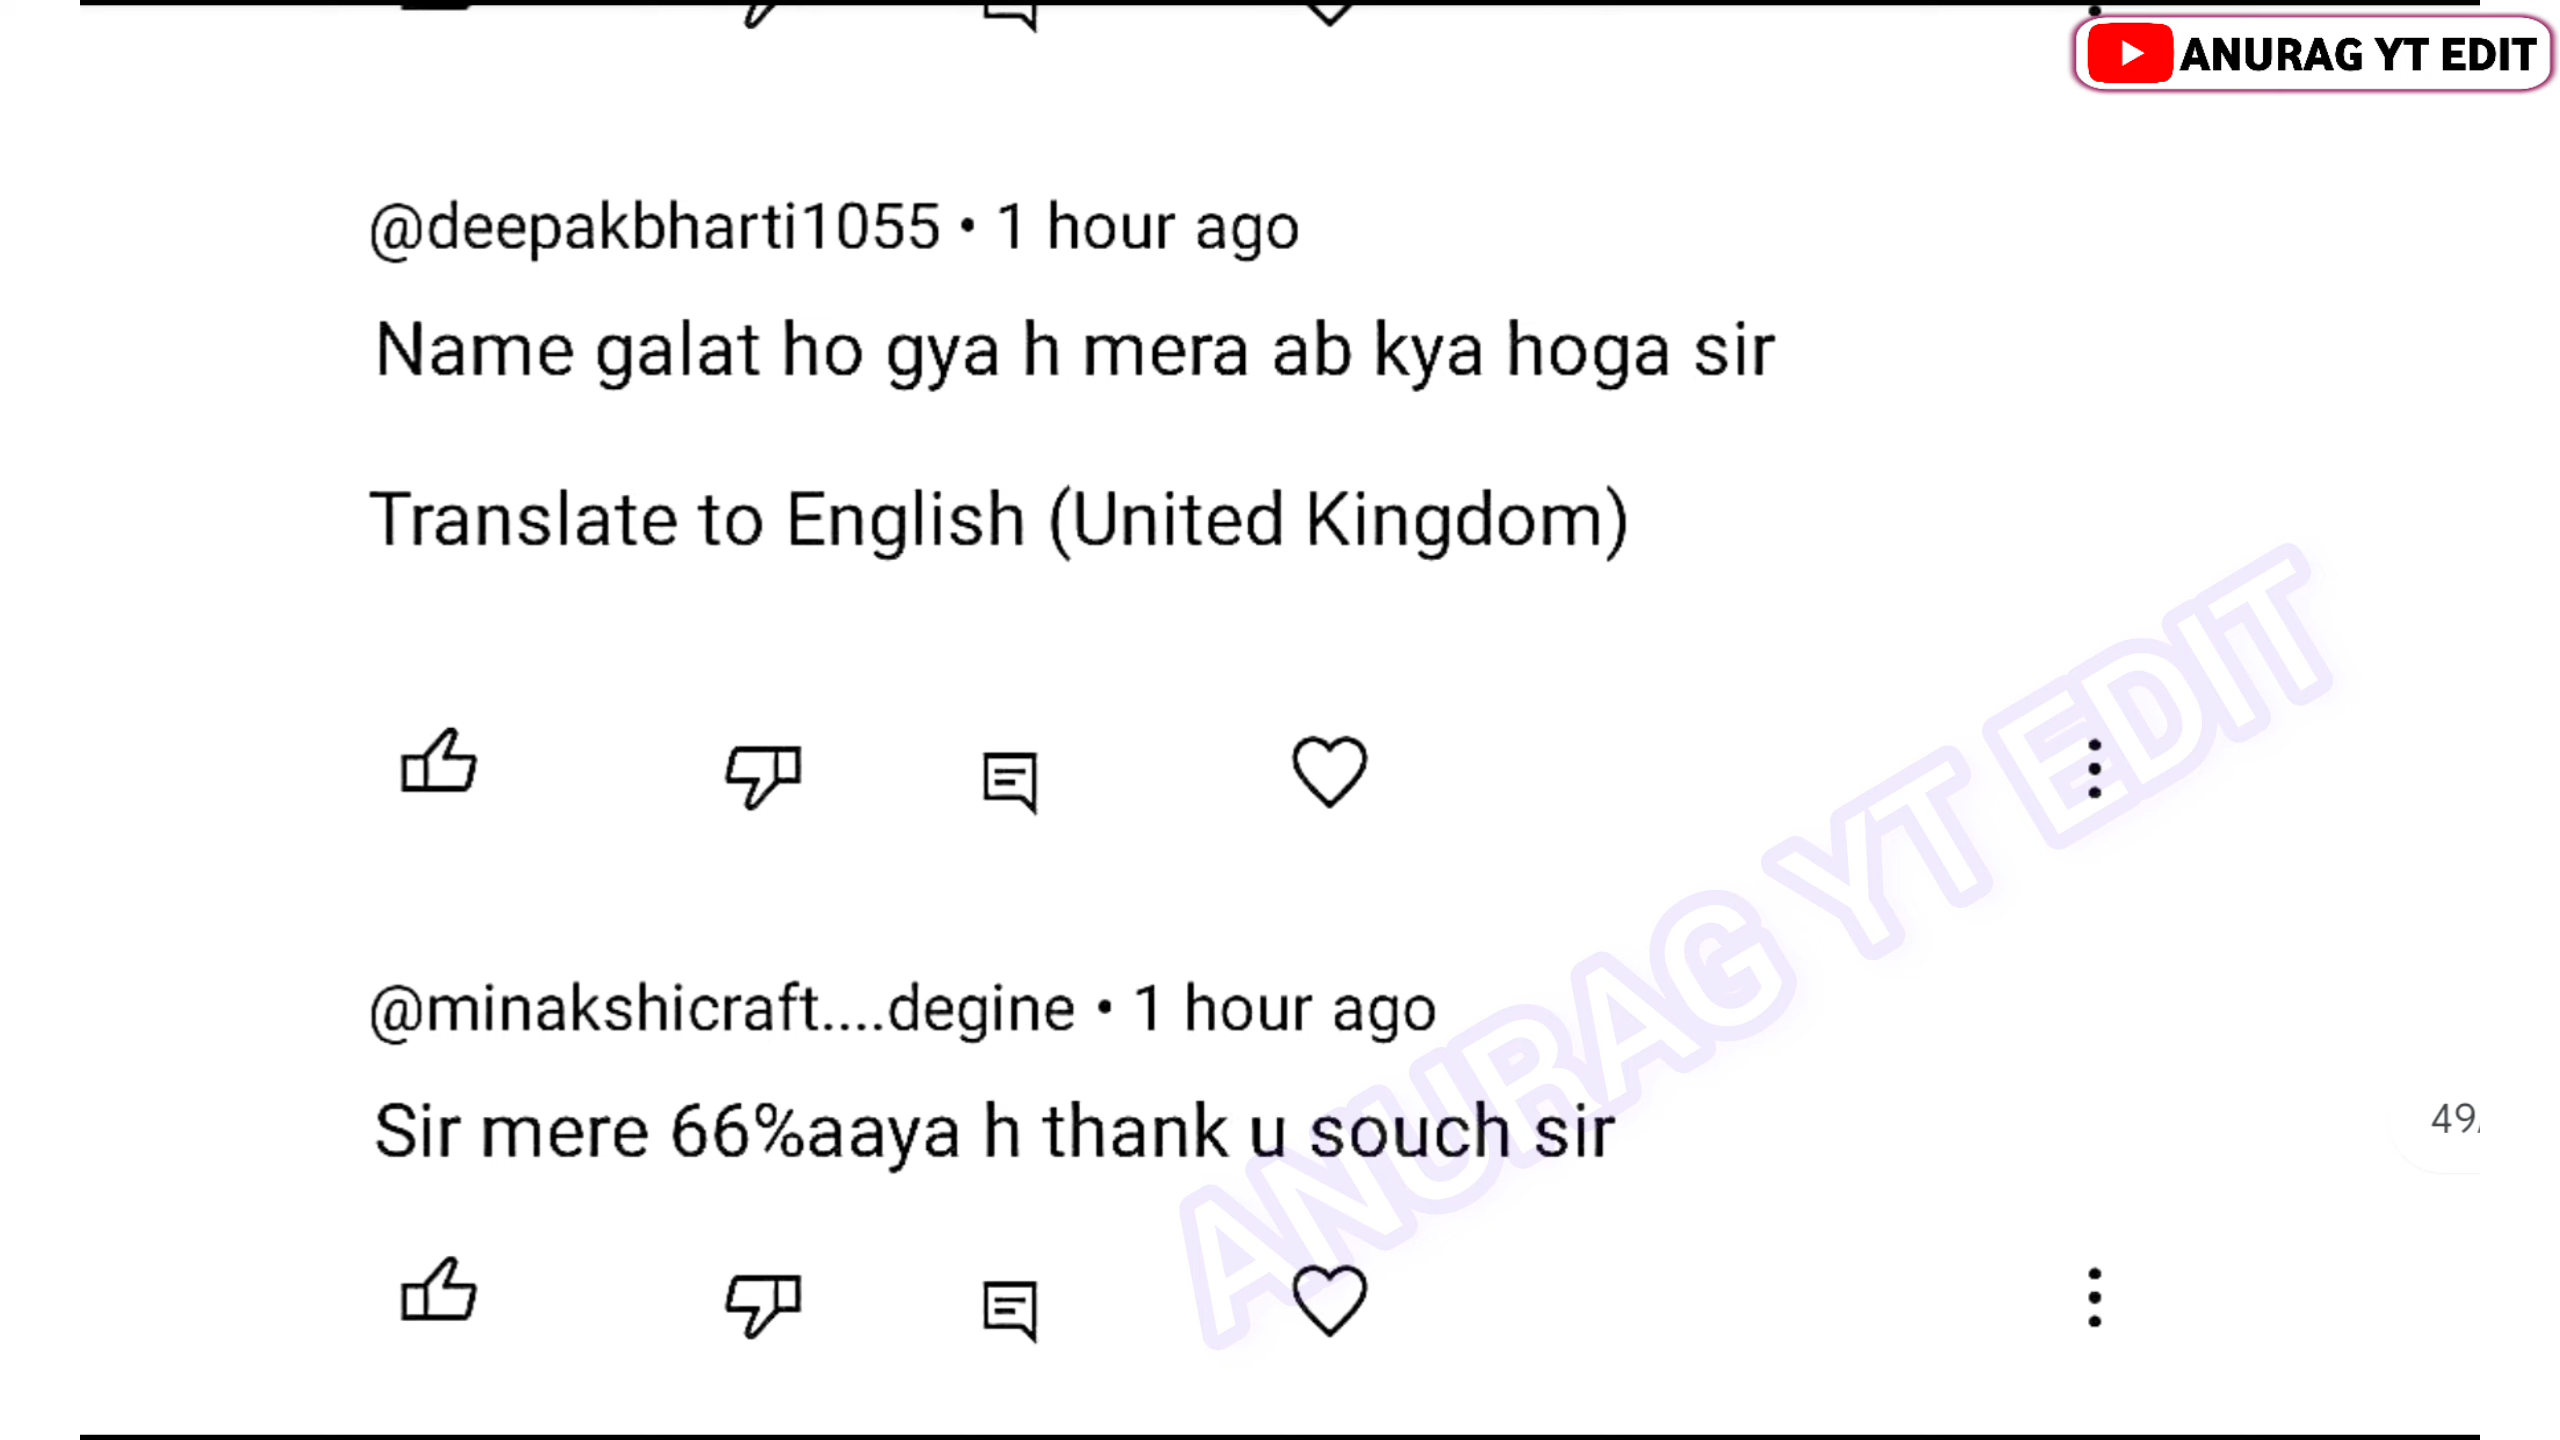 ANURAG YT EDIT
@deepakbharti1055 • 1 hour ago
Name galat ho gya h mera ab kya hoga sir
Translate to English (United Kingdom)
@minakshicraft....degine • 1 hour ago
Sir mere 66%aaya h thank u souch sir
49
ANURAG YT EDIT